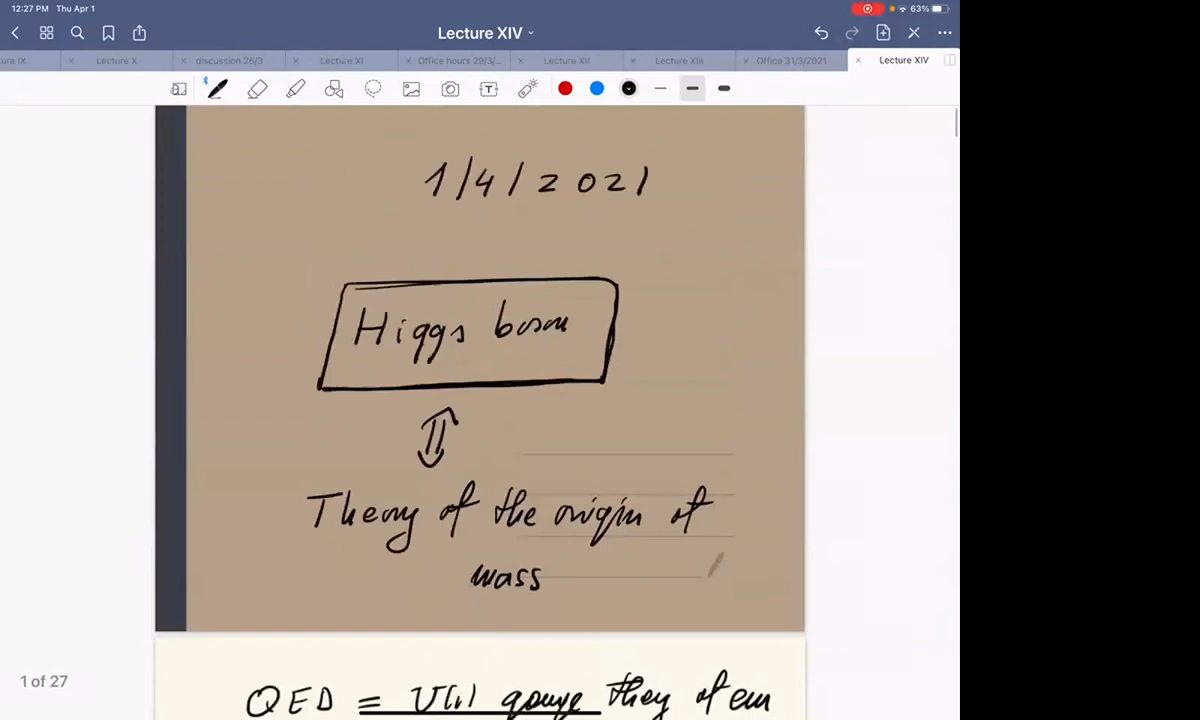 12:27 PM Thu Apr 1
63%
Lecture XIV
ure IX
Lecture X
discussion 26/3
Lecture XI
Office hours 29/3/...
Lecture XII
Lecture XIII
Office 31/3/2021
Lecture XIV
1/4/2021
Higgs boson
Theory of the origin of
mass
1 of 27
QED = U(1) gauge theory of em